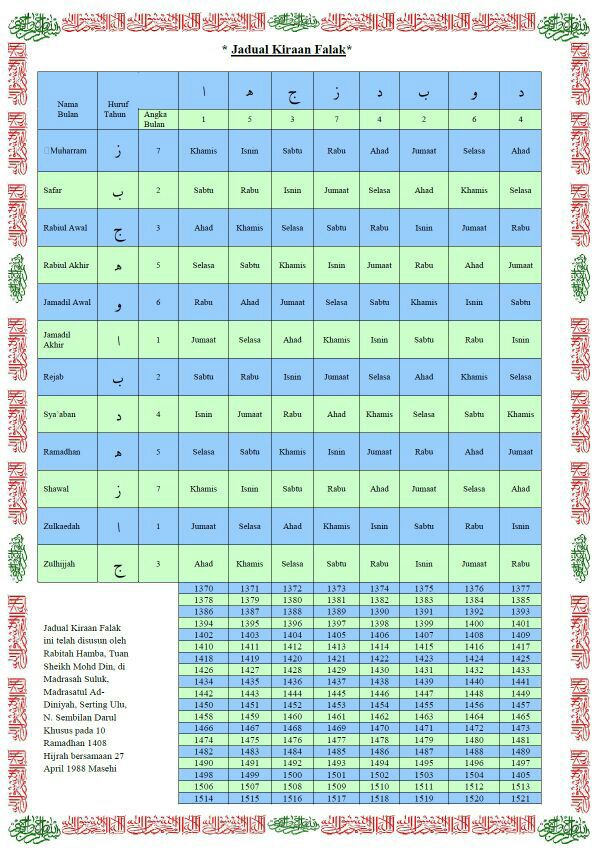 * Jadual Kiraan Falak*
Nama Bulan Huruf Tahun ا ه ج ز د ب و د
Angka Bulan 1 5 3 7 4 2 6 4
Muharram ز 7 Khamis Isnin Sabtu Rabu Ahad Jumaat Selasa Ahad
Safar ب 2 Sabtu Rabu Isnin Jumaat Selasa Ahad Khamis Selasa
Rabiul Awal ج 3 Ahad Khamis Selasa Sabtu Rabu Isnin Jumaat Rabu
Rabiul Akhir ه 5 Selasa Sabtu Khamis Isnin Jumaat Rabu Ahad Jumaat
Jamadil Awal و 6 Rabu Ahad Jumaat Selasa Sabtu Khamis Isnin Sabtu
Jamadil Akhir ا 1 Jumaat Selasa Ahad Khamis Isnin Sabtu Rabu Isnin
Rejab ب 2 Sabtu Rabu Isnin Jumaat Selasa Ahad Khamis Selasa
Sya`aban د 4 Isnin Jumaat Rabu Ahad Khamis Selasa Sabtu Khamis
Ramadhan ه 5 Selasa Sabtu Khamis Isnin Jumaat Rabu Ahad Jumaat
Shawal ز 7 Khamis Isnin Sabtu Rabu Ahad Jumaat Selasa Ahad
Zulkaedah ا 1 Jumaat Selasa Ahad Khamis Isnin Sabtu Rabu Isnin
Zulhijjah ج 3 Ahad Khamis Selasa Sabtu Rabu Isnin Jumaat Rabu
1370 1371 1372 1373 1374 1375 1376 1377
1378 1379 1380 1381 1382 1383 1384 1385
1386 1387 1388 1389 1390 1391 1392 1393
1394 1395 1396 1397 1398 1399 1400 1401
1402 1403 1404 1405 1406 1407 1408 1409
1410 1411 1412 1413 1414 1415 1416 1417
1418 1419 1420 1421 1422 1423 1424 1425
1426 1427 1428 1429 1430 1431 1432 1433
1434 1435 1436 1437 1438 1439 1440 1441
1442 1443 1444 1445 1446 1447 1448 1449
1450 1451 1452 1453 1454 1455 1456 1457
1458 1459 1460 1461 1462 1463 1464 1465
1466 1467 1468 1469 1470 1471 1472 1473
1474 1475 1476 1477 1478 1479 1480 1481
1482 1483 1484 1485 1486 1487 1488 1489
1490 1491 1492 1493 1494 1495 1496 1497
1498 1499 1500 1501 1502 1503 1504 1405
1506 1507 1508 1509 1510 1511 1512 1513
1514 1515 1516 1517 1518 1519 1520 1521
Jadual Kiraan Falak
ini telah disusun oleh
Rabitah Hamba, Tuan
Sheikh Mohd Din, di
Madrasah Suluk,
Madrasatul Ad-
Diniyah, Serting Ulu,
N. Sembilan Darul
Khusus pada 10
Ramadhan 1408
Hijrah bersamaan 27
April 1988 Masehi